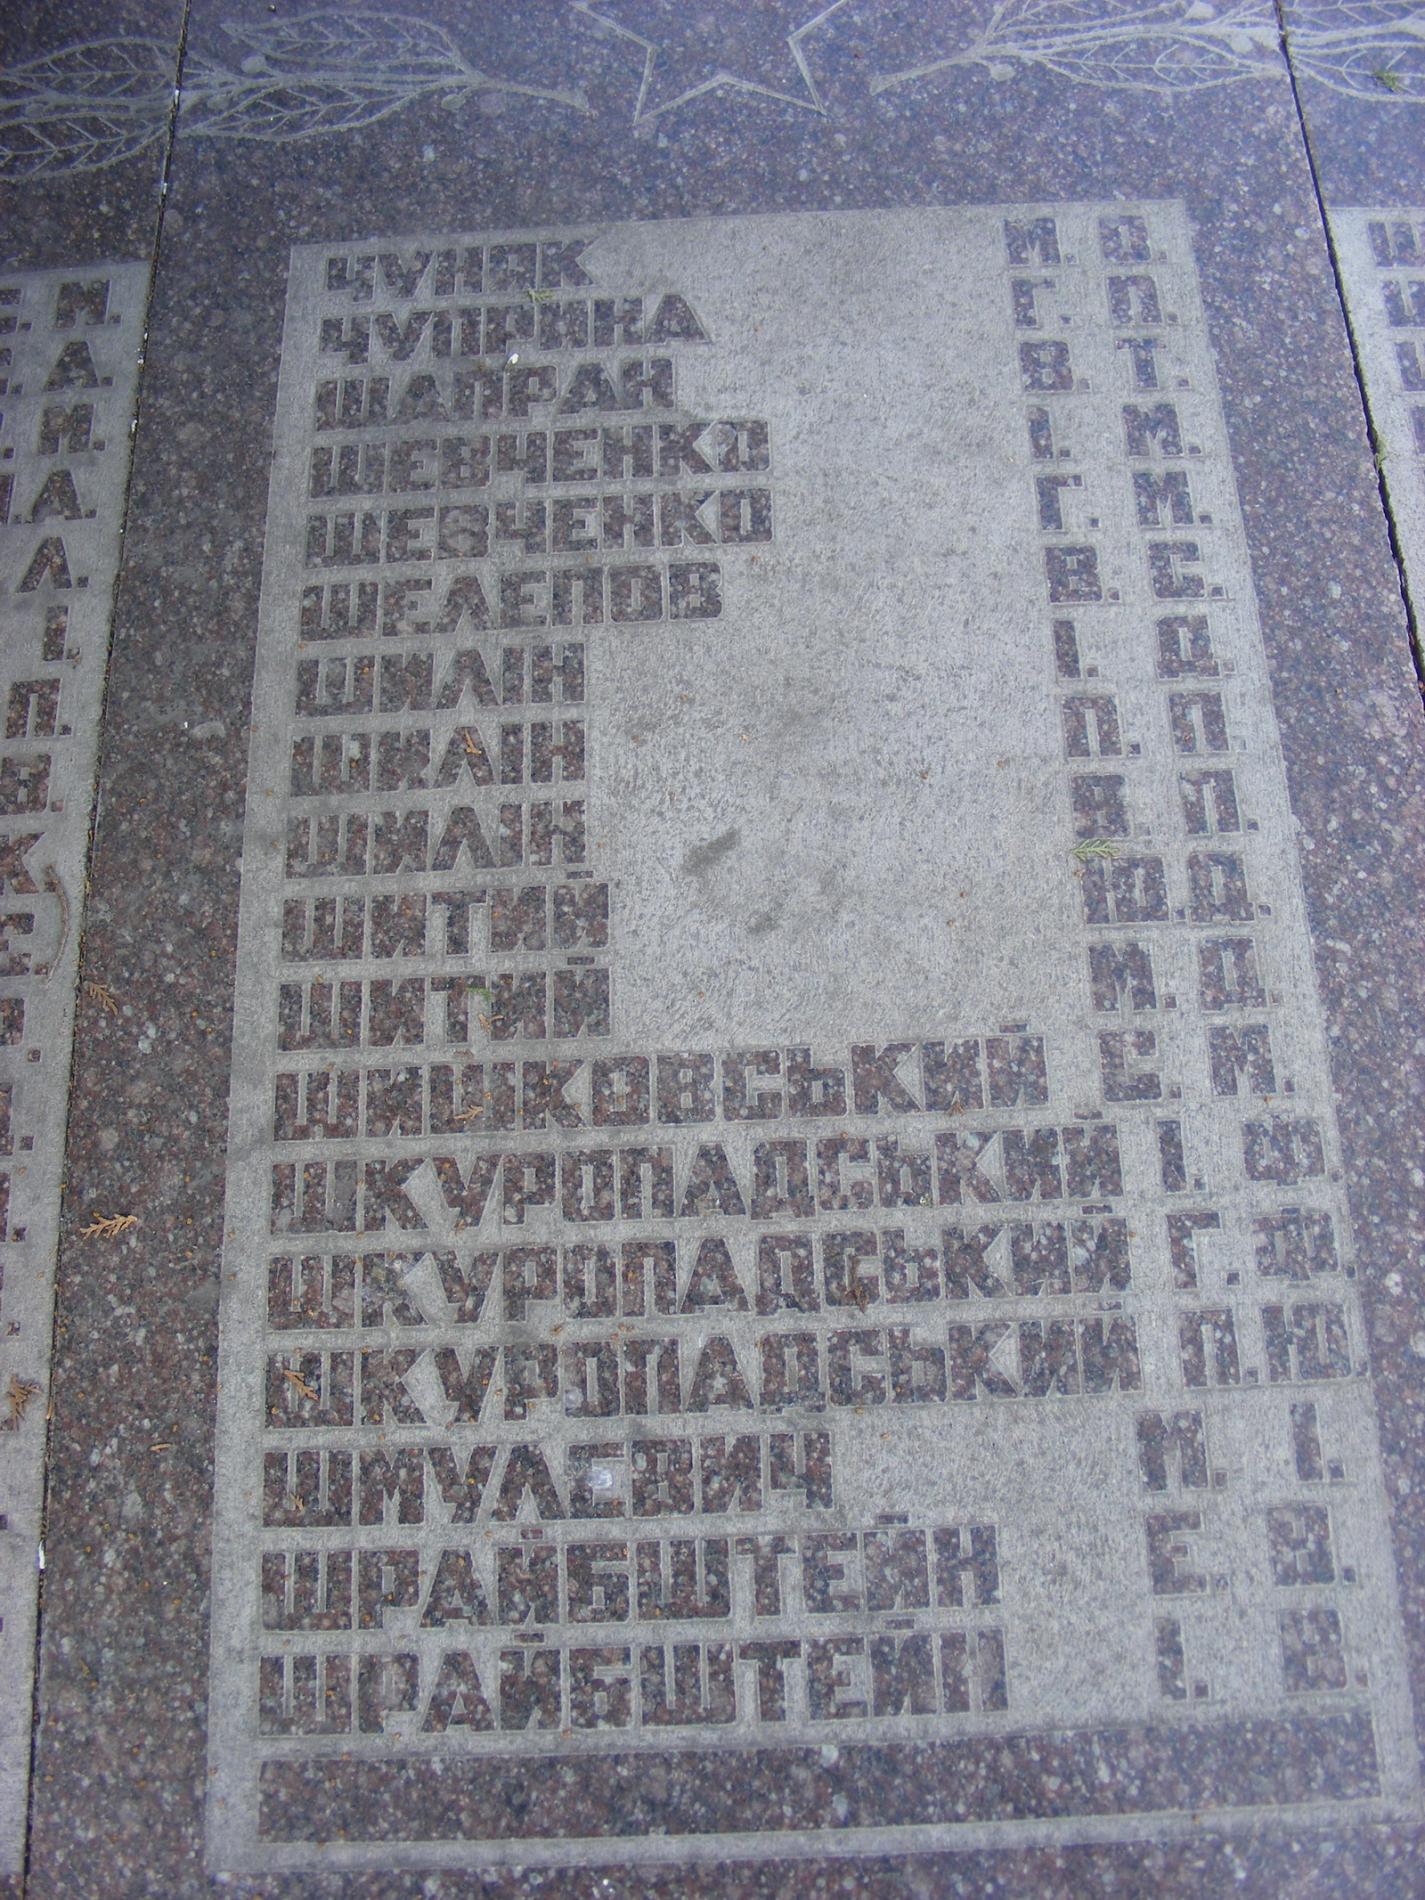 ЧУНЯК М. О.
ЧУПРИНА Г. П.
ШАПРАН В. Т.
ШЕВЧЕНКО І. М.
ШЕВЧЕНКО Г. М.
ШЕЛЕПОВ В. С.
ШИЛІН І. Д.
ШИЛІН П. П.
ШИЛІН В. П.
ШИТИЙ Ю. Д.
ШИТИЙ М. Д.
ШИШКОВСЬКИЙ С. М.
ШКУРОПАДСЬКИЙ І. Ф.
ШКУРОПАДСЬКИЙ Г. Ф.
ШКУРОПАДСЬКИЙ П. Ю.
ШМУЛЕВИЧ М. І.
ШРАЙБШТЕЙН Е. Я.
ШРАЙБШТЕЙН І. В.